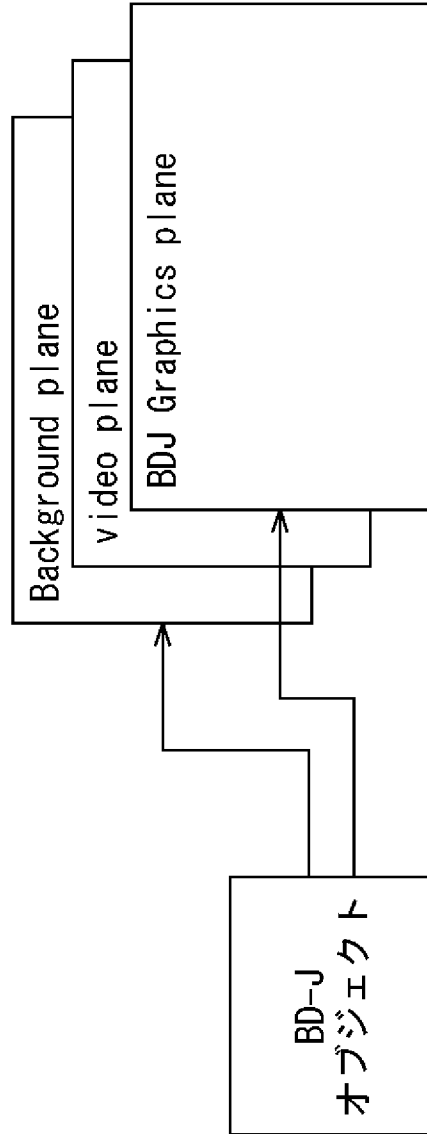 Background plane
video plane
BDJ Graphics plane
BD-J
オブジェクト